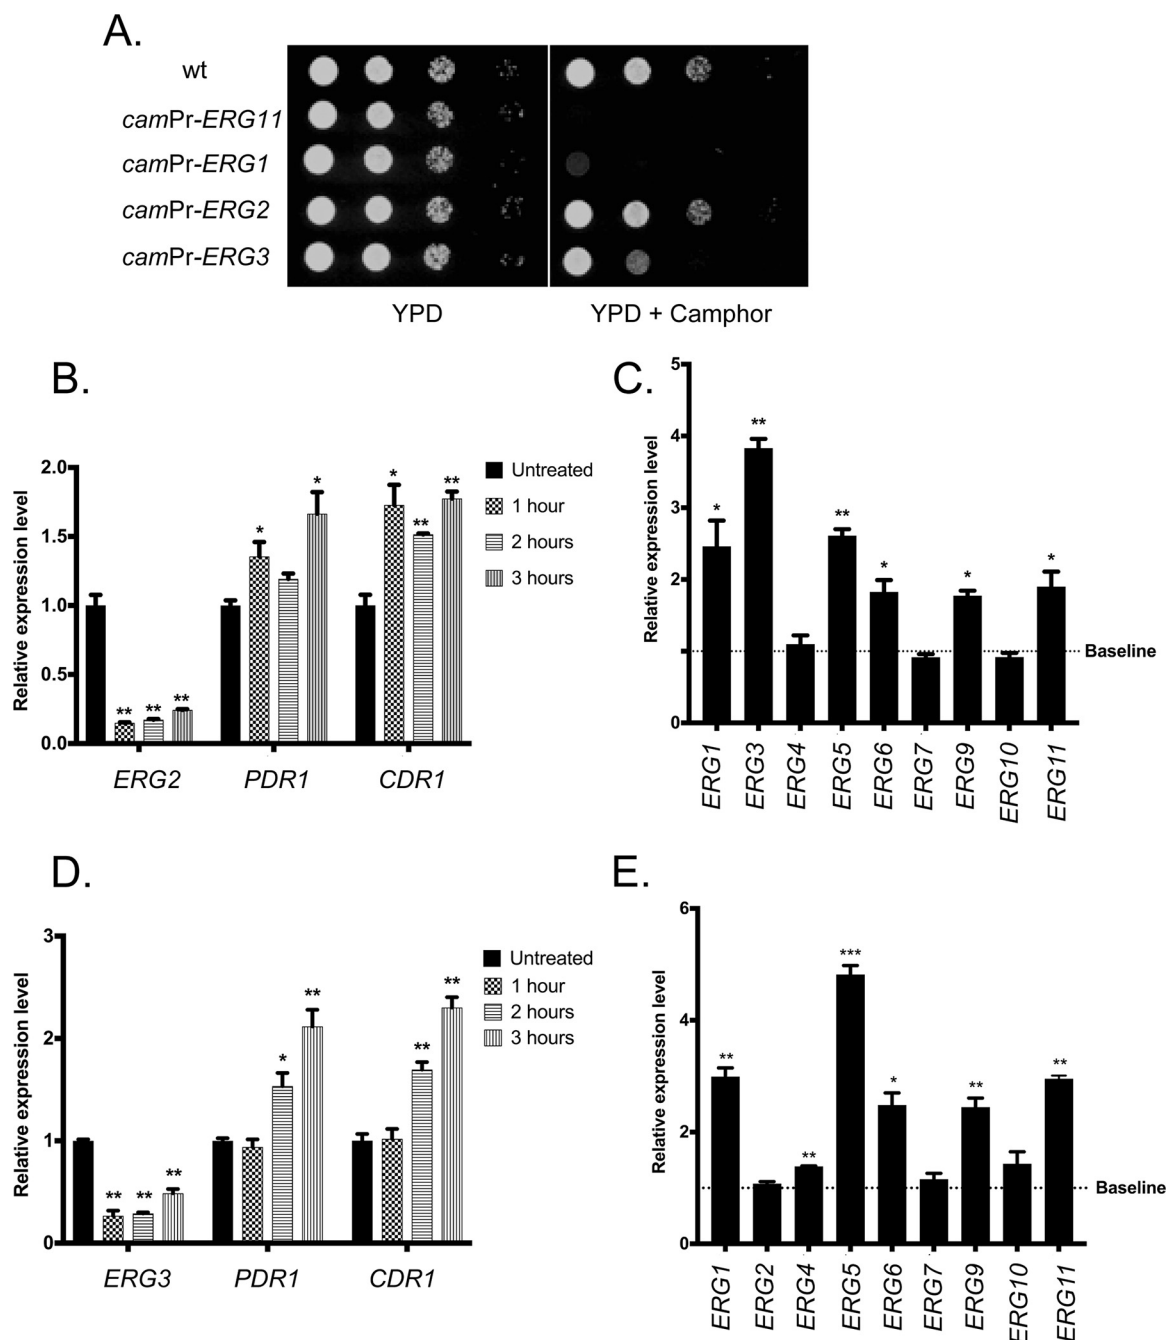 A.
wt
camPr-ERG11
camPr-ERG1
camPr-ERG2
camPr-ERG3
YPD
YPD + Camphor
B.
Relative expression level
2.0
1.5
1.0
0.5
0.0
** ** **
* *
* ** **
ERG2 PDR1 CDR1
Untreated
1 hour
2 hours
3 hours
C.
Relative expression level
5
4
3
2
0
* ** ** * * *
Baseline
ERG1 ERG3 ERG4 ERG5 ERG6 ERG7 ERG9 ERG10 ERG11
D.
Relative expression level
3
2
1
0
** ** **
* **
** **
ERG3 PDR1 CDR1
Untreated
1 hour
2 hours
3 hours
E.
Relative expression level
6
4
2
0
** ** *** * ** **
Baseline
ERG1 ERG2 ERG4 ERG5 ERG6 ERG7 ERG9 ERG10 ERG11